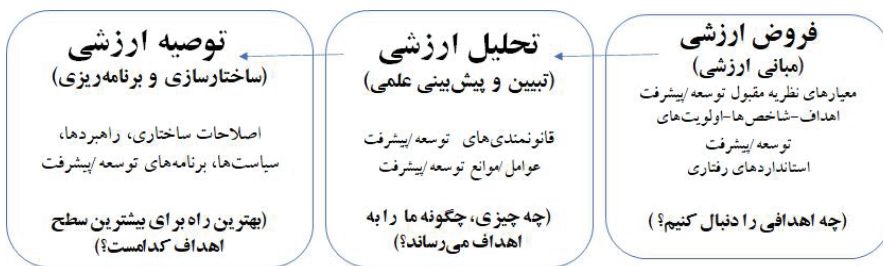 فروض ارزشی
(مبانی ارزشی)
معیارهای نظریه مقبول توسعه/پیشرفت
اهداف-شاخص‌ها-اولویت‌های
توسعه/پیشرفت
استانداردهای رفتاری
(چه اهدافی را دنبال کنیم؟)
تحلیل ارزشی
(تبیین و پیش‌بینی علمی)
قانونمندی‌های توسعه/پیشرفت
عوامل/موانع توسعه/پیشرفت
(چه چیزی، چگونه ما را به
اهداف می‌رساند؟)
توصیه ارزشی
(ساختارسازی و برنامه‌ریزی)
اصلاحات ساختاری، راهبردها،
سیاست‌ها، برنامه‌های توسعه/پیشرفت
(بهترین راه برای بیشترین سطح
اهداف کدامست؟)